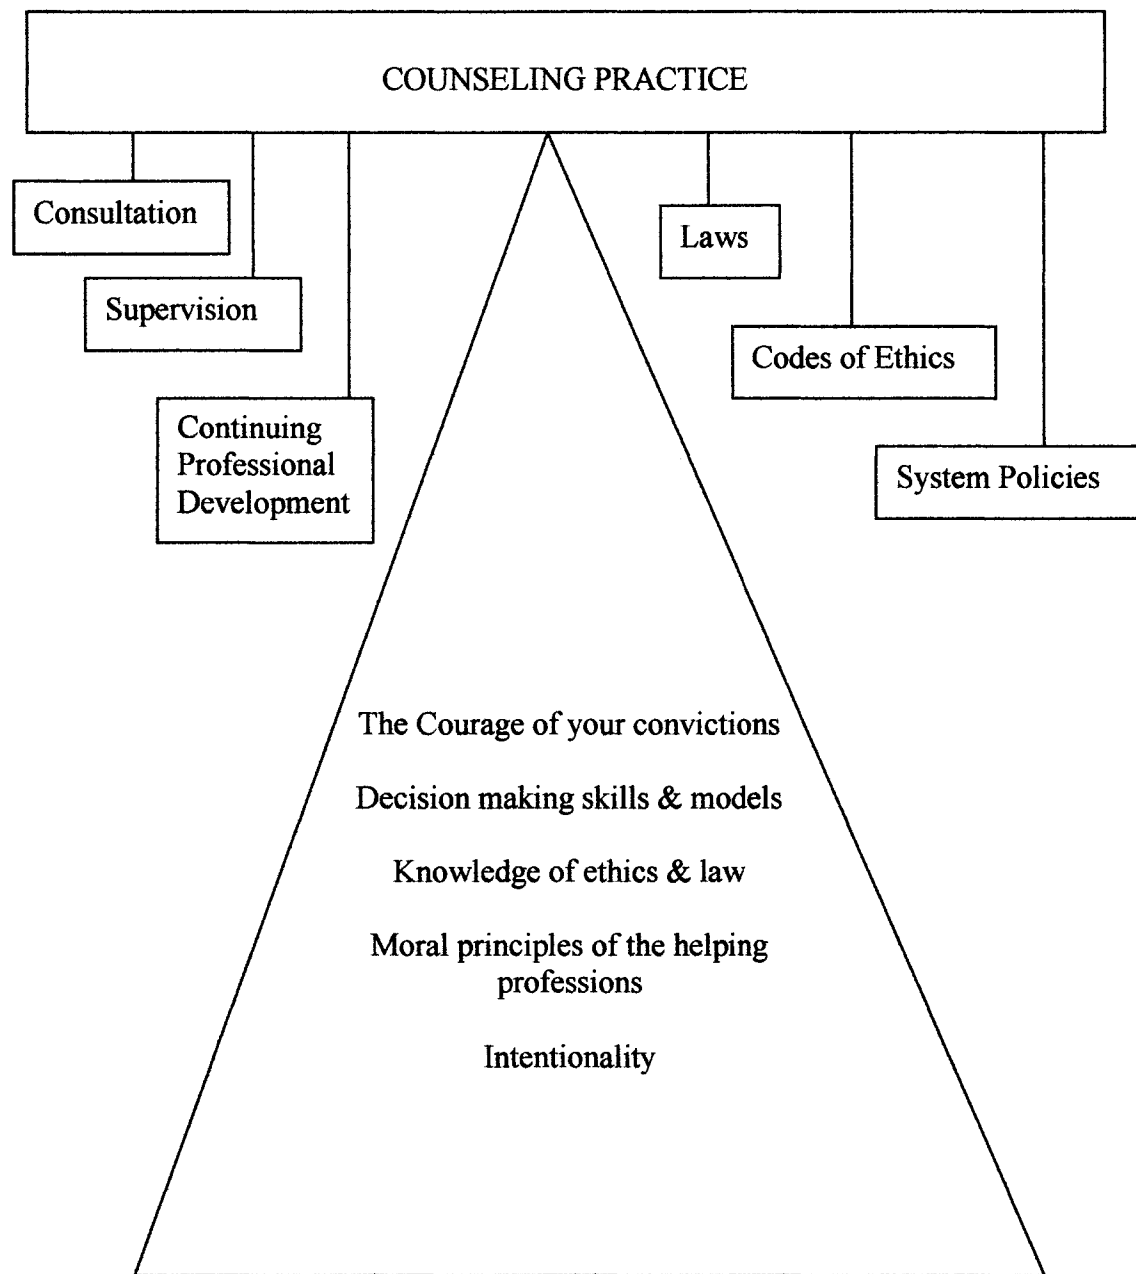 COUNSELING PRACTICE
Consultation
Laws
Supervision
Codes of Ethics
Continuing
Professional
Development
System Policies
The Courage of your convictions
Decision making skills & models
Knowledge of ethics & law
Moral principles of the helping
professions
Intentionality